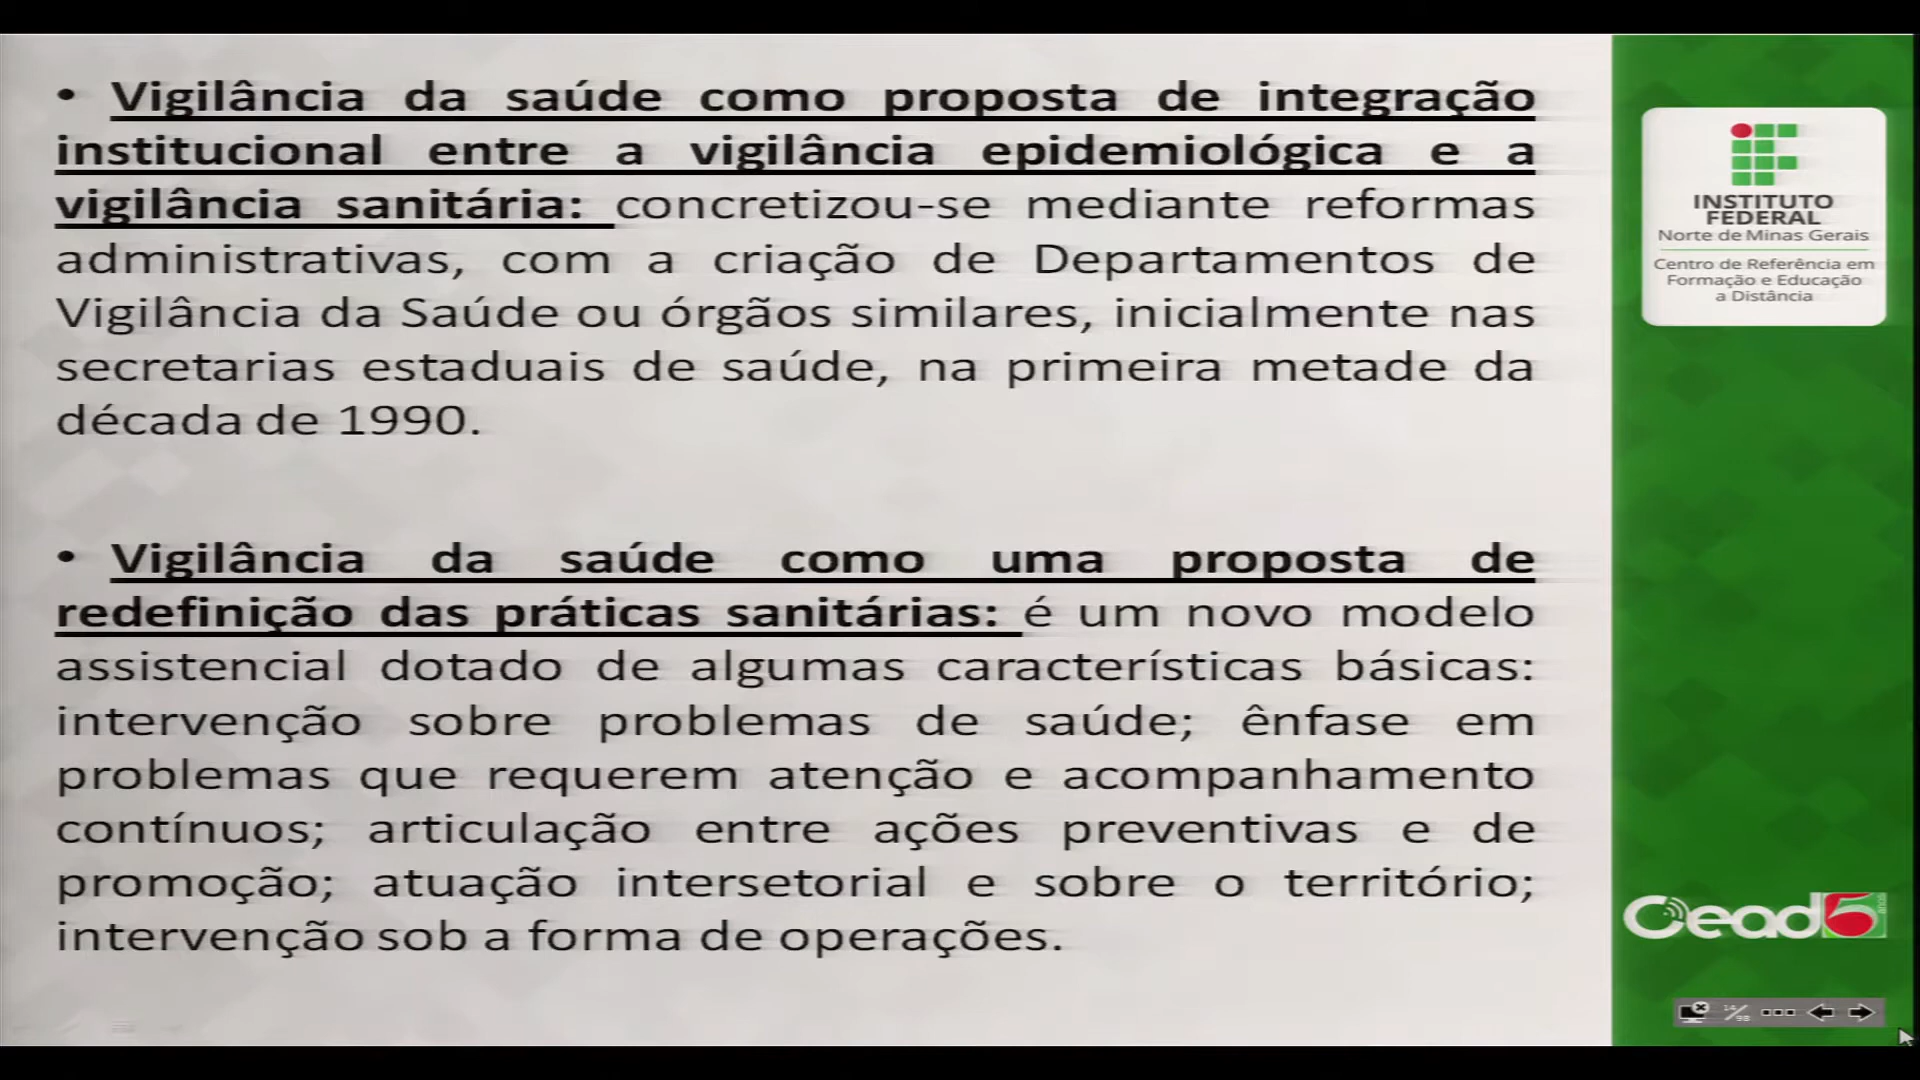 • Vigilância da saúde como proposta de integração
institucional entre a vigilância epidemiológica e a
vigilância sanitária: concretizou-se mediante reformas
administrativas, com a criação de Departamentos de
Vigilância da Saúde ou órgãos similares, inicialmente nas
secretarias estaduais de saúde, na primeira metade da
década de 1990.
• Vigilância da saúde como uma proposta de
redefinição das práticas sanitárias: é um novo modelo
assistencial dotado de algumas características básicas:
intervenção sobre problemas de saúde; ênfase em
problemas que requerem atenção e acompanhamento
contínuos; articulação entre ações preventivas e de
promoção; atuação intersetorial e sobre o território;
intervenção sob a forma de operações.
INSTITUTO
FEDERAL
Norte de Minas Gerais
Centro de Referência em
Formação e Educação
a Distância
Cead 5
14/98